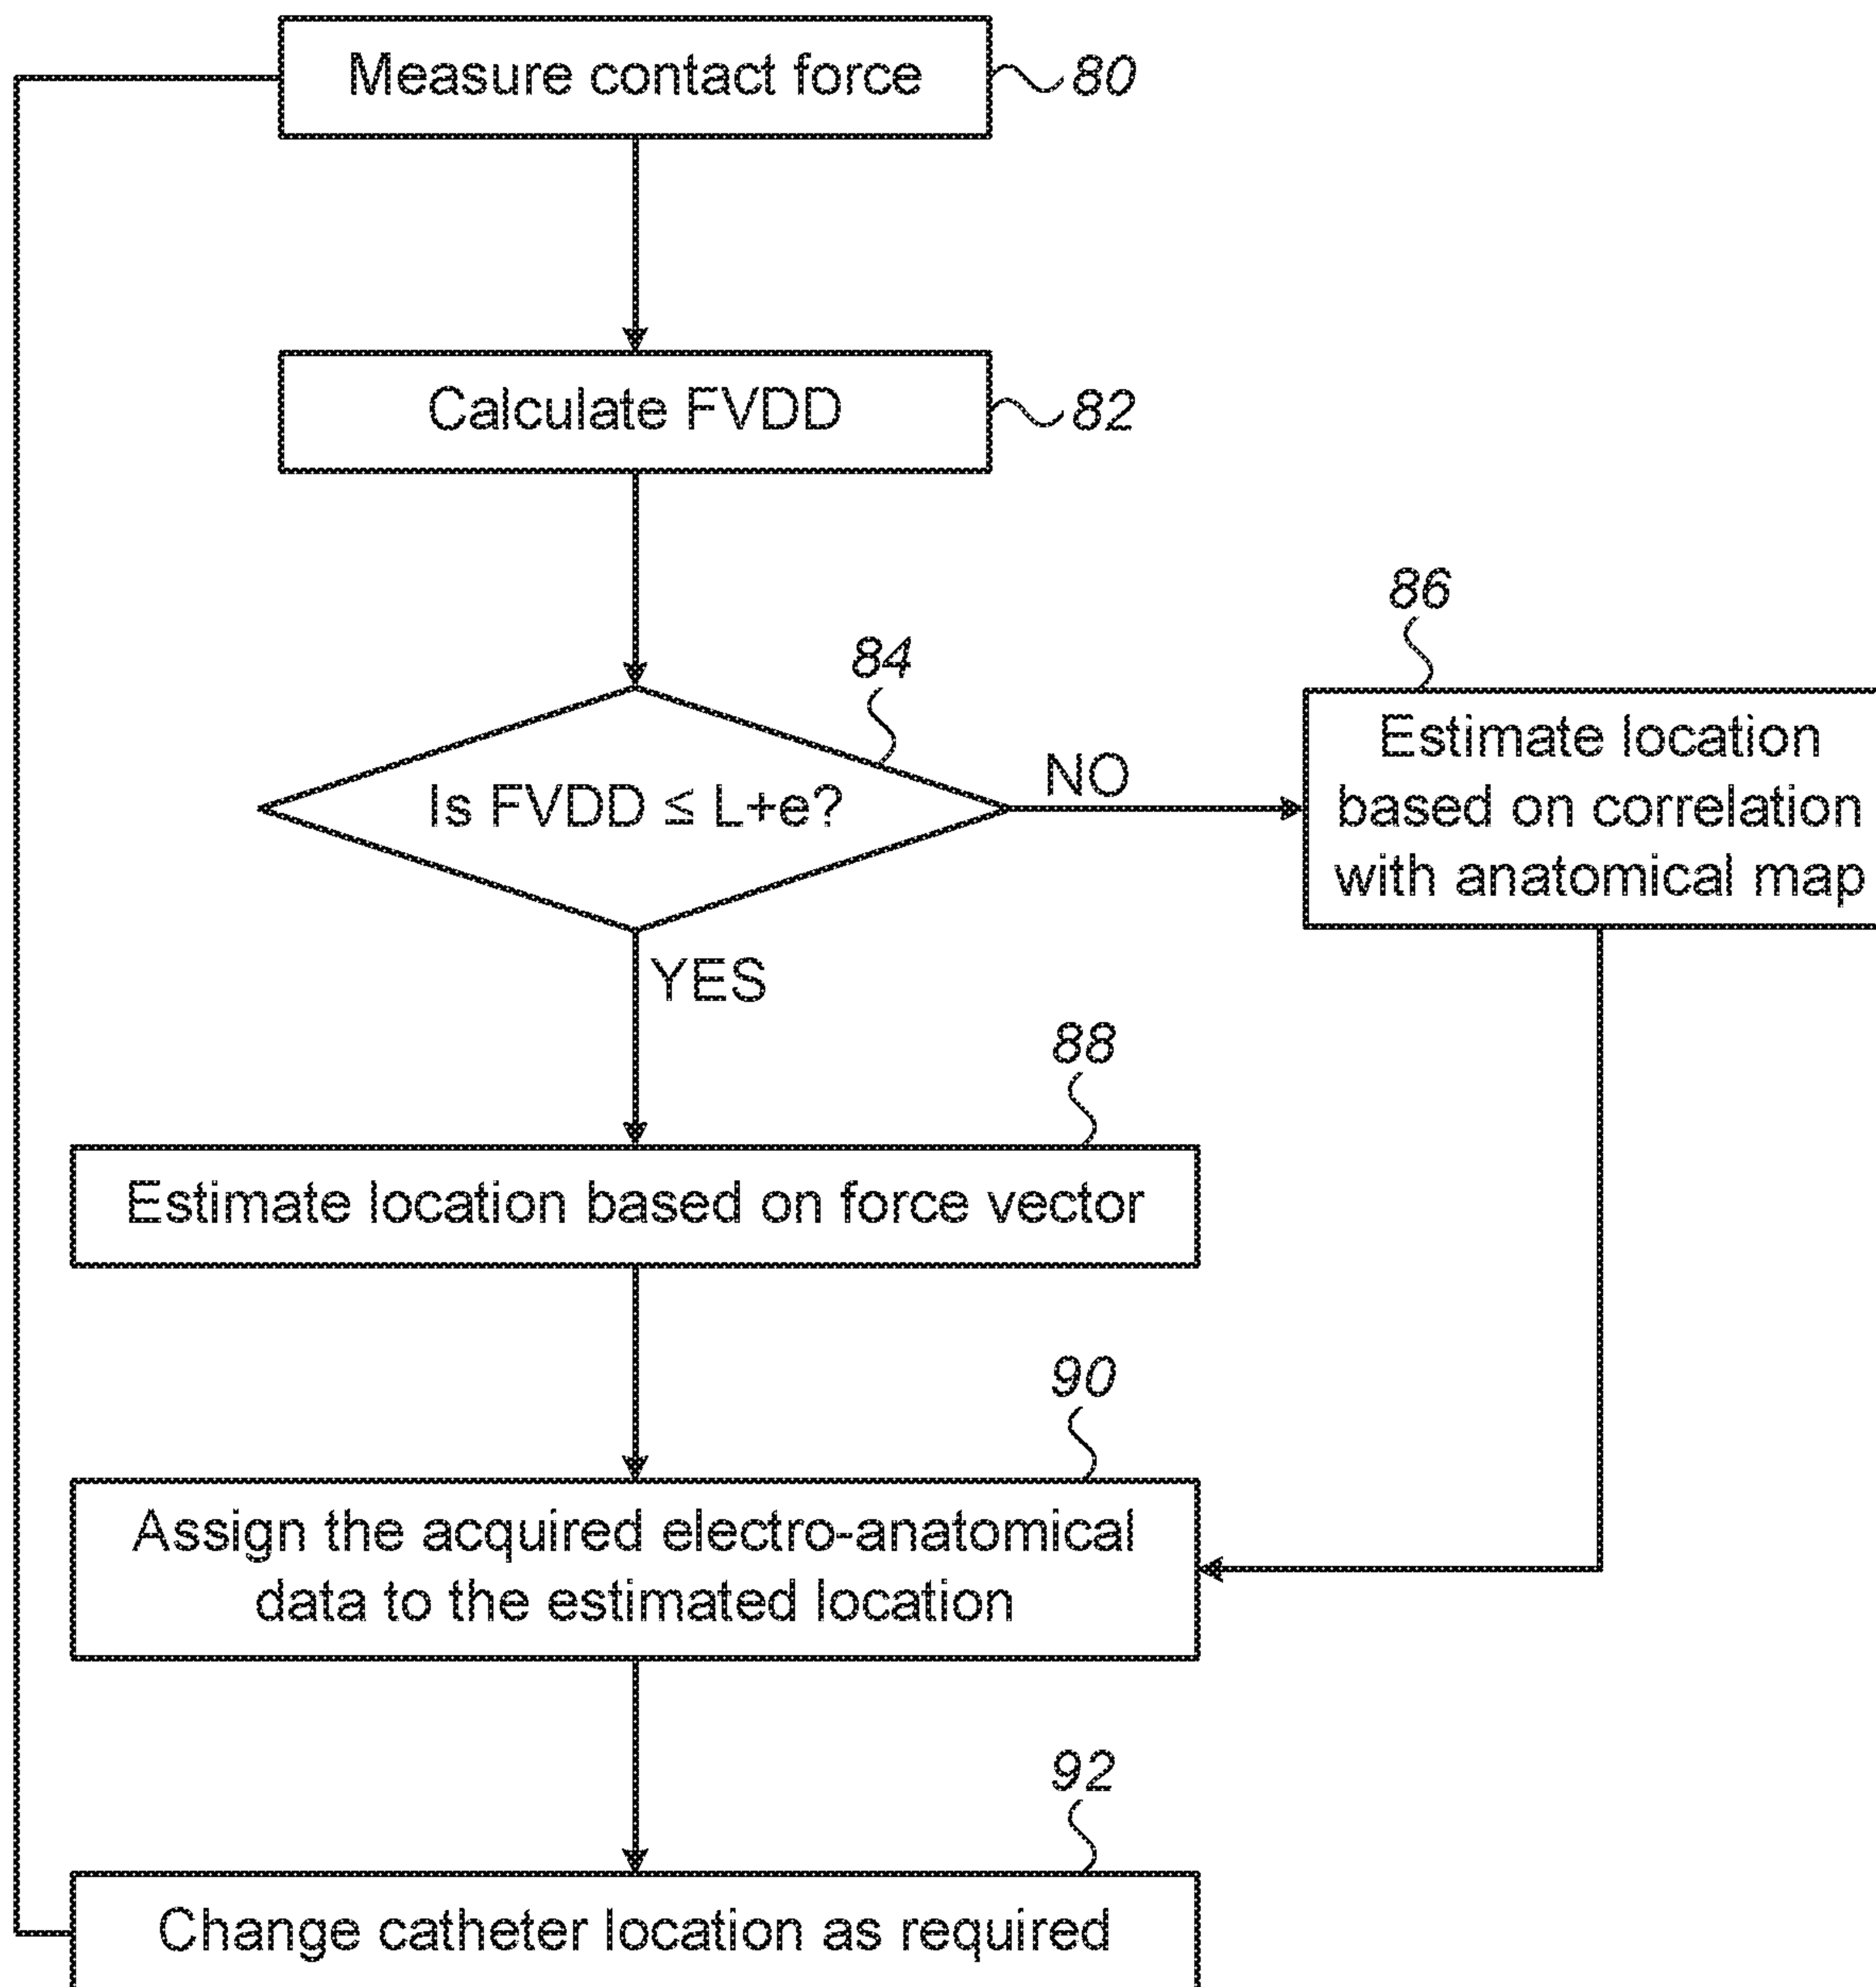 Measure contact force
80
Calculate FVDD
82
84
Is FVDD ≤ L+e?
NO
86
Estimate location
based on correlation
with anatomical map
YES
88
Estimate location based on force vector
90
Assign the acquired electro-anatomical
data to the estimated location
92
Change catheter location as required